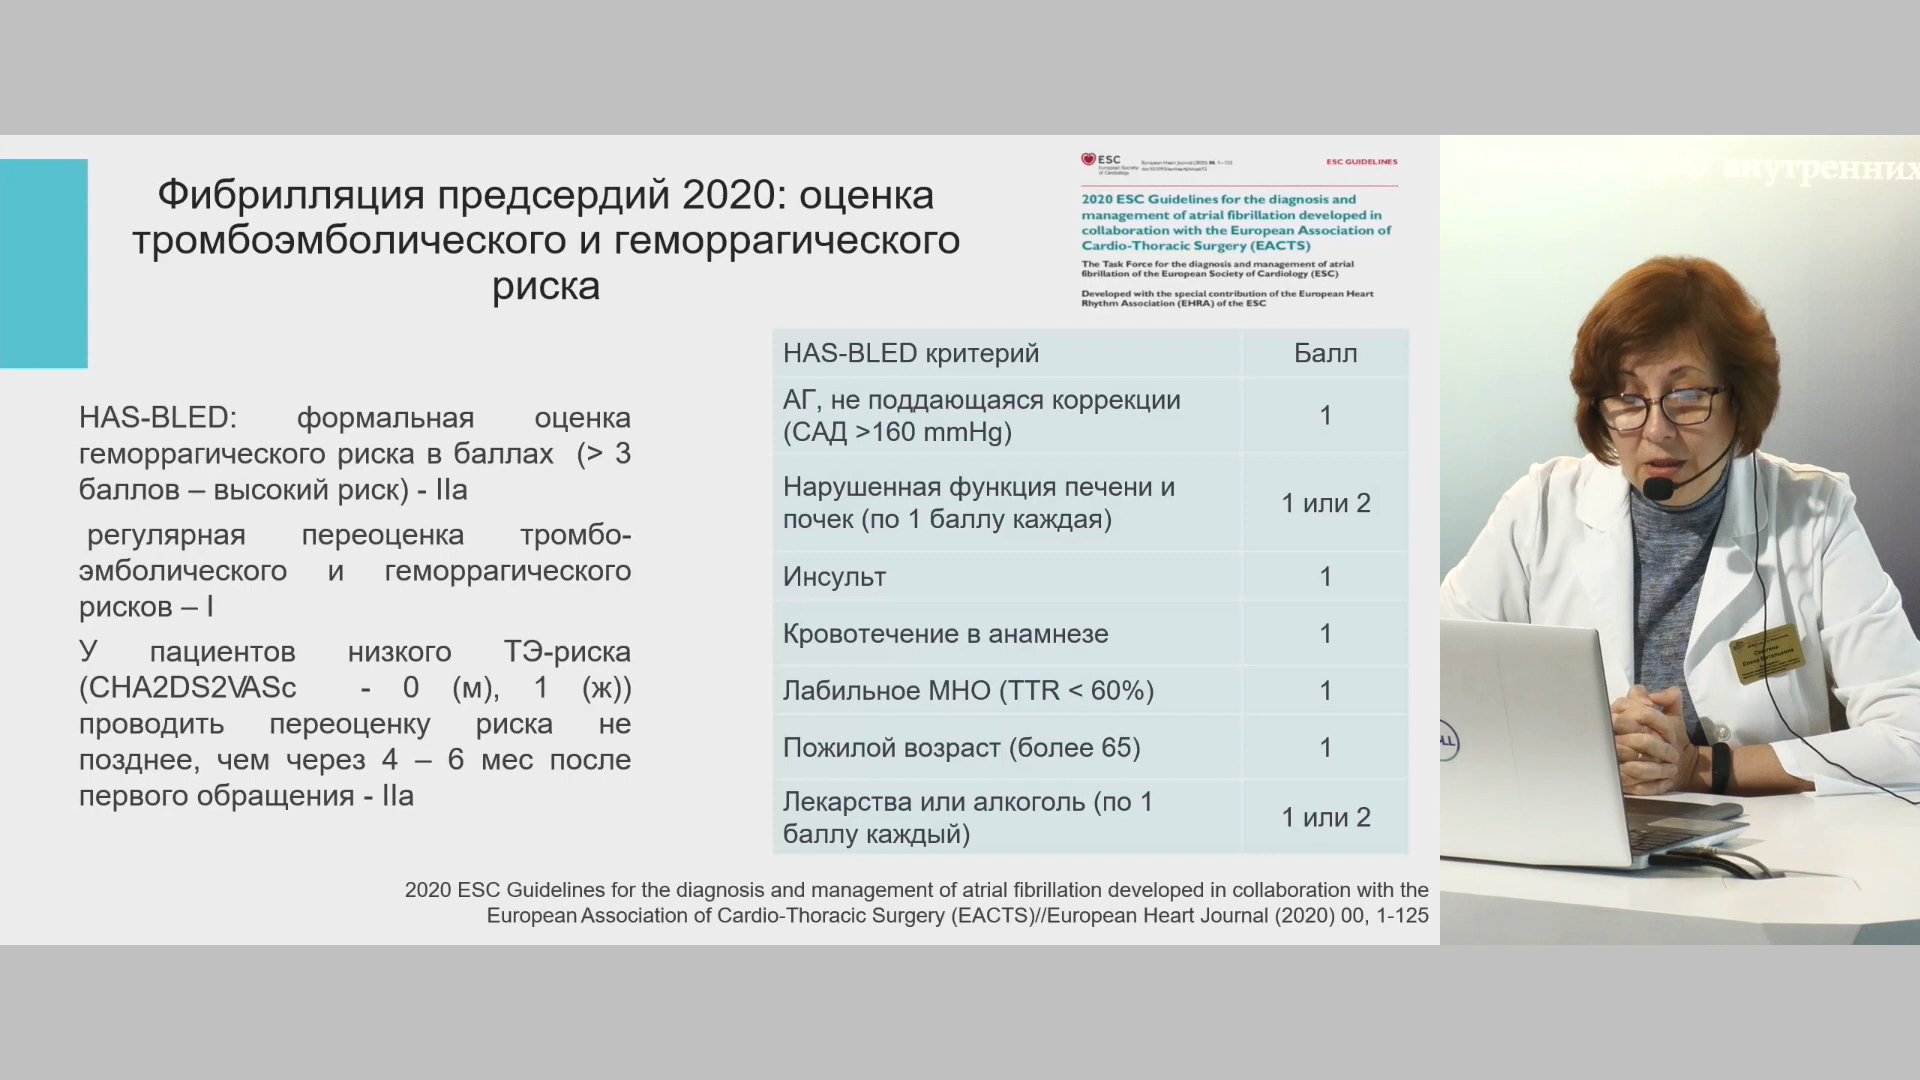 Фибрилляция предсердий 2020: оценка
тромбоэмболического и геморрагического
риска
ESC
European Society
of Cardiology
ESC GUIDELINES
2020 ESC Guidelines for the diagnosis and
management of atrial fibrillation developed in
collaboration with the European Association of
Cardio-Thoracic Surgery (EACTS)
The Task Force for the diagnosis and management of atrial
fibrillation of the European Society of Cardiology (ESC)
Developed with the special contribution of the European Heart
Rhythm Association (EHRA) of the ESC
HAS-BLED: формальная оценка
геморрагического риска в баллах (> 3
баллов – высокий риск) - IIa
регулярная переоценка тромбо-
эмболического и геморрагического
рисков – I
У пациентов низкого ТЭ-риска
(CHA2DS2VASc - 0 (м), 1 (ж))
проводить переоценку риска не
позднее, чем через 4 – 6 мес после
первого обращения - IIa
HAS-BLED критерий Балл
АГ, не поддающаяся коррекции
(САД >160 mmHg) 1
Нарушенная функция печени и
почек (по 1 баллу каждая) 1 или 2
Инсульт 1
Кровотечение в анамнезе 1
Лабильное МНО (TTR < 60%) 1
Пожилой возраст (более 65) 1
Лекарства или алкоголь (по 1
баллу каждый) 1 или 2
2020 ESC Guidelines for the diagnosis and management of atrial fibrillation developed in collaboration with the
European Association of Cardio-Thoracic Surgery (EACTS)//European Heart Journal (2020) 00, 1-125
внутренних